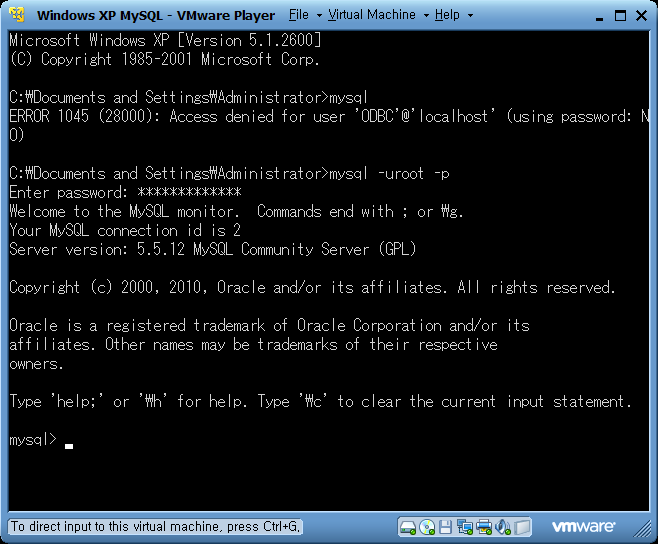 Windows XP MySQL - VMware Player File Virtual Machine Help
Microsoft Windows XP [Version 5.1.2600]
(C) Copyright 1985-2001 Microsoft Corp.
C:₩Documents and Settings₩Administrator>mysql
ERROR 1045 (28000): Access denied for user 'ODBC'@'localhost' (using password: N
O)
C:₩Documents and Settings₩Administrator>mysql -uroot -p
Enter password: *************
Welcome to the MySQL monitor.  Commands end with ; or ₩g.
Your MySQL connection id is 2
Server version: 5.5.12 MySQL Community Server (GPL)
Copyright (c) 2000, 2010, Oracle and/or its affiliates. All rights reserved.
Oracle is a registered trademark of Oracle Corporation and/or its
affiliates. Other names may be trademarks of their respective
owners.
Type 'help;' or '₩h' for help. Type '₩c' to clear the current input statement.
mysql>
To direct input to this virtual machine, press Ctrl+G.
vmware